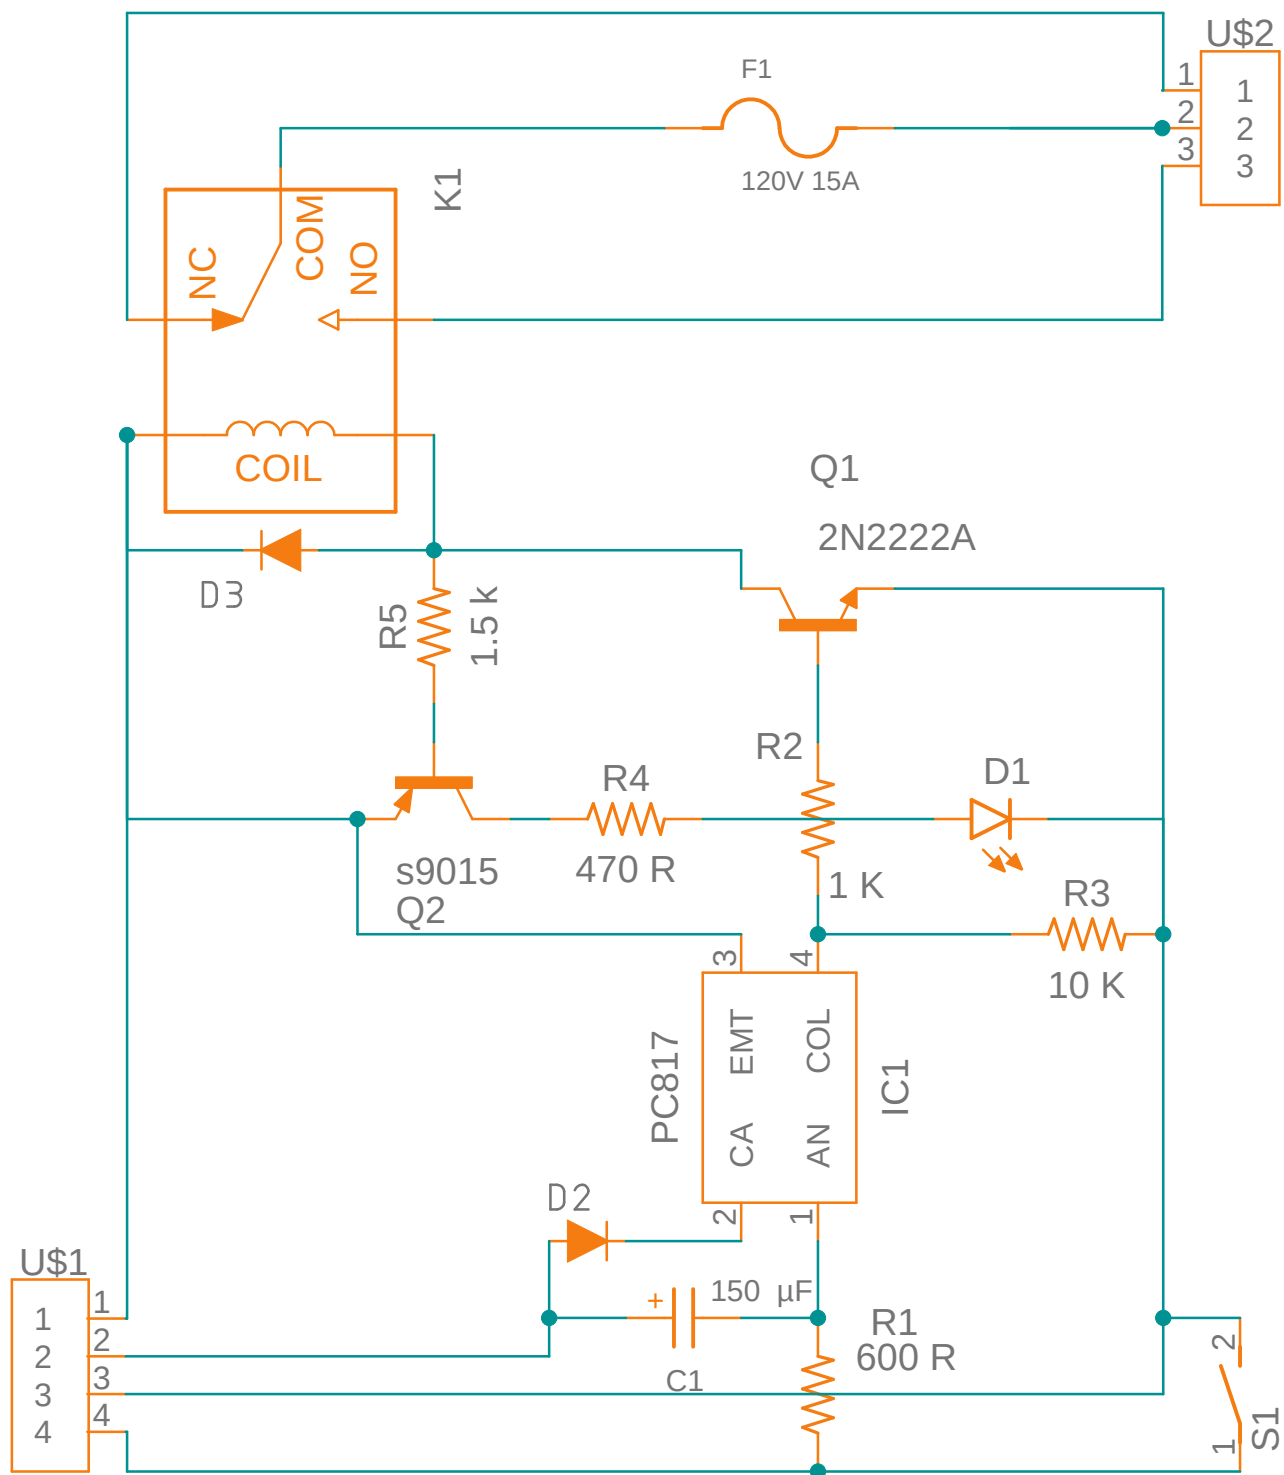 U$2
F1
1
1
2
2
3
3
120V 15A
K1
NC
COM
NO
COIL
Q1
2N2222A
D3
R5
1.5 k
R2
R4
D1
s9015
470 R
1 K
Q2
R3
10 K
3
4
EMT
COL
PC817
IC1
CA
AN
D2
2
1
U$1
150 µF
1
1
R1
2
2
600 R
2
3
3
C1
4
4
1
S1